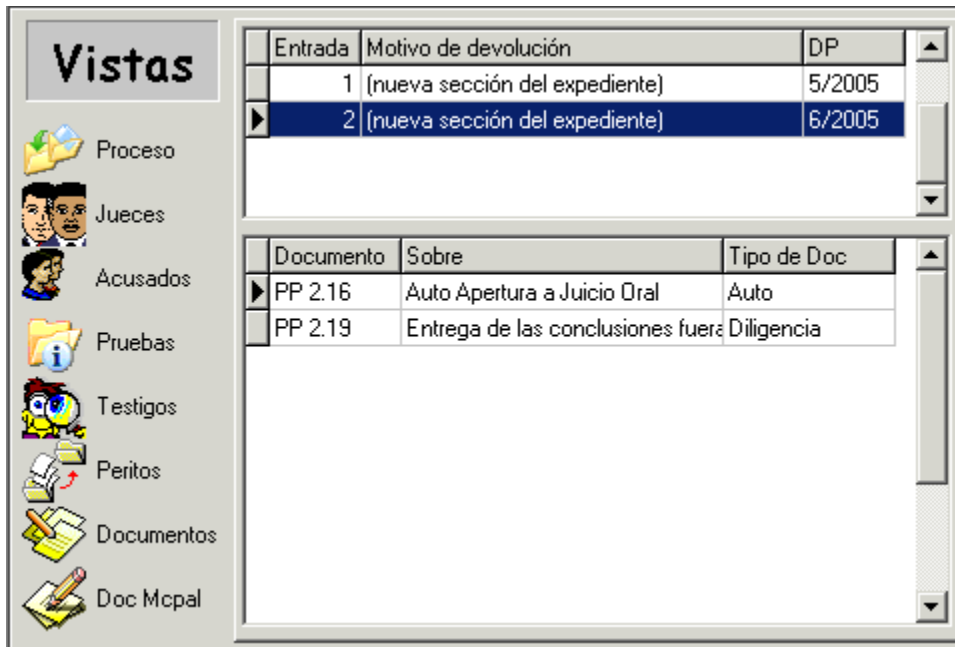 Vistas
Proceso
Jueces
Acusados
Pruebas
Testigos
Peritos
Documentos
Doc Mcpal
Entrada Motivo de devolución DP
1 (nueva sección del expediente) 5/2005
2 (nueva sección del expediente) 6/2005
Documento Sobre Tipo de Doc
PP 2.16 Auto Apertura a Juicio Oral Auto
PP 2.19 Entrega de las conclusiones fuera Diligencia